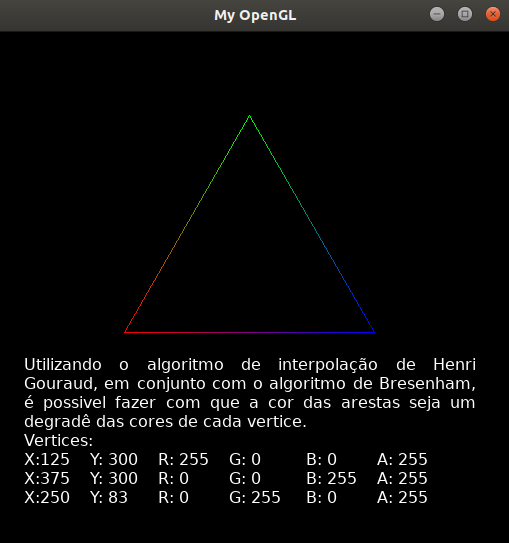 My OpenGL
Utilizando o algoritmo de interpolação de Henri
Gouraud, em conjunto com o algoritmo de Bresenham,
é possivel fazer com que a cor das arestas seja um
degradê das cores de cada vertice.
Vertices:
X:125 Y: 300 R: 255 G: 0 B: 0 A: 255
X:375 Y: 300 R: 0 G: 0 B: 255 A: 255
X:250 Y: 83 R: 0 G: 255 B: 0 A: 255